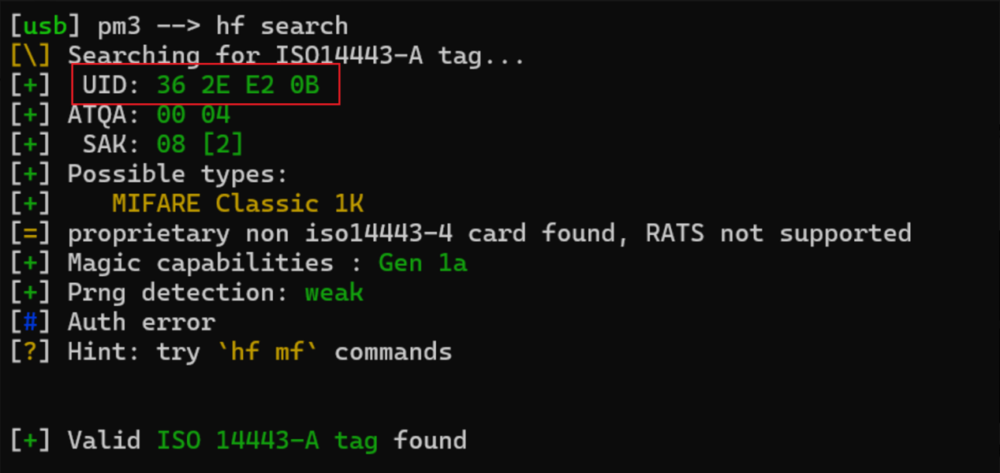 [usb] pm3 --> hf search
[\] Searching for ISO14443-A tag...
[+]  UID: 36 2E E2 0B
[+] ATQA: 00 04
[+]  SAK: 08 [2]
[+] Possible types:
[+]    MIFARE Classic 1K
[=] proprietary non iso14443-4 card found, RATS not supported
[+] Magic capabilities : Gen 1a
[+] Prng detection: weak
[#] Auth error
[?] Hint: try `hf mf` commands
[+] Valid ISO 14443-A tag found